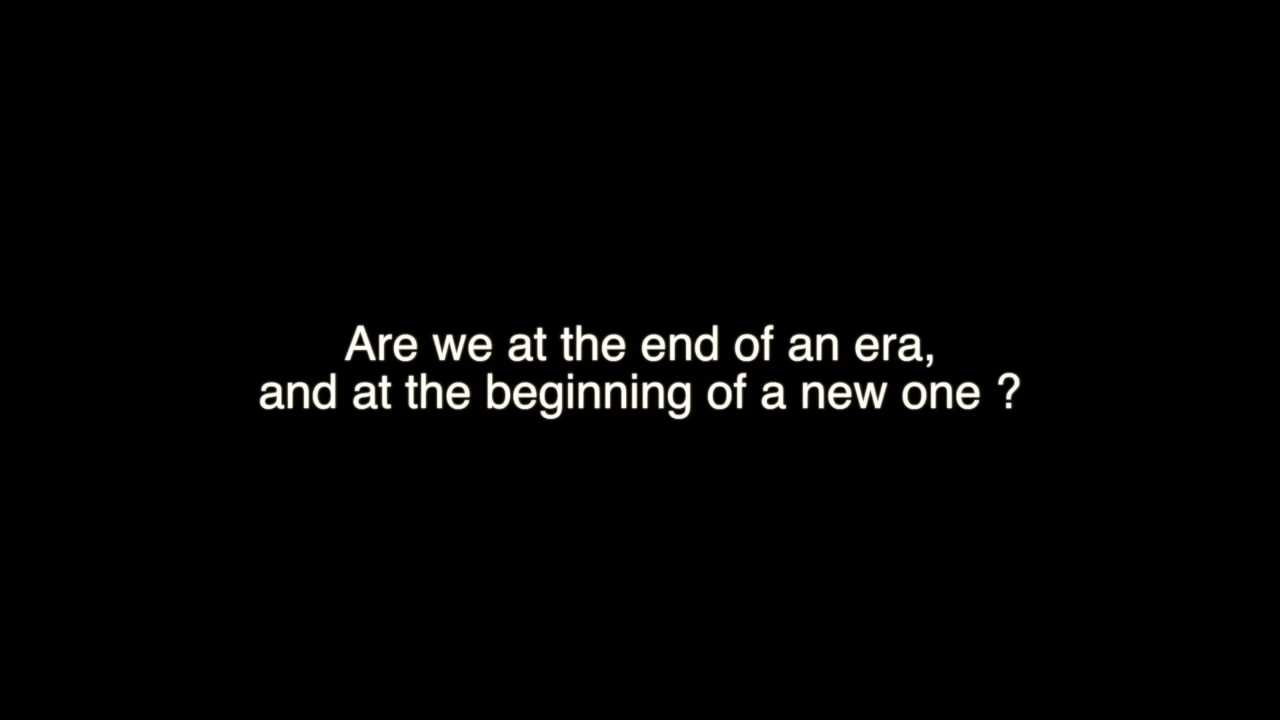 Are we at the end of an era,
and at the beginning of a new one ?